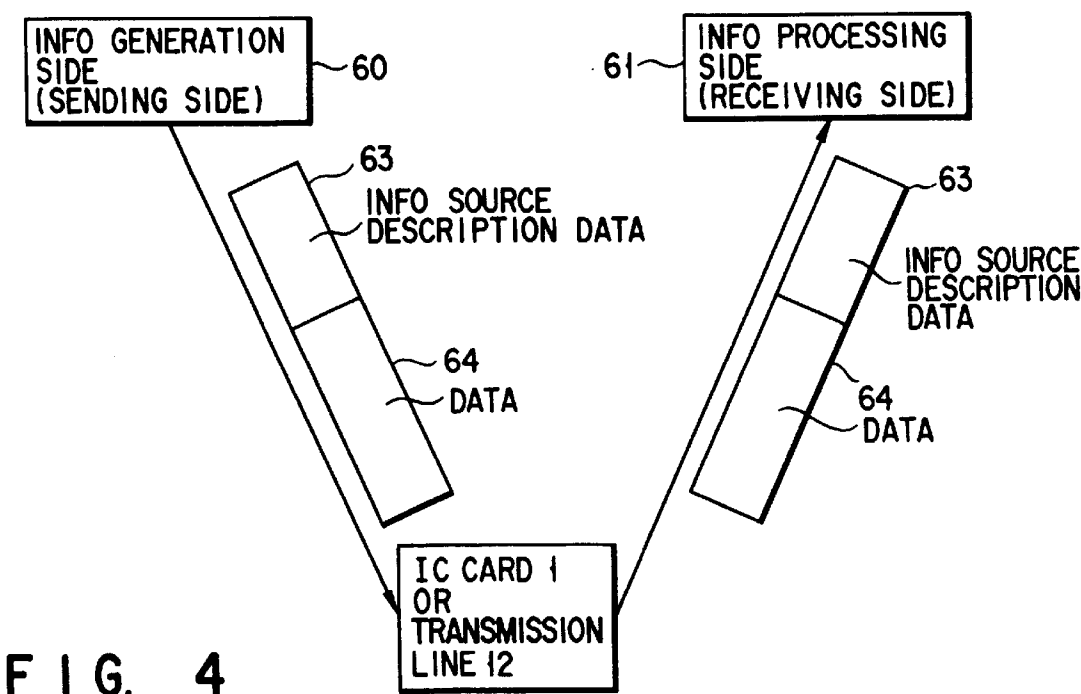 INFO GENERATION
SIDE
(SENDING SIDE)
60
61
INFO PROCESSING
SIDE
(RECEIVING SIDE)
63
INFO SOURCE
DESCRIPTION DATA
64
DATA
63
INFO SOURCE
DESCRIPTION
DATA
64
DATA
IC CARD 1
OR
TRANSMISSION
LINE 12
FIG. 4